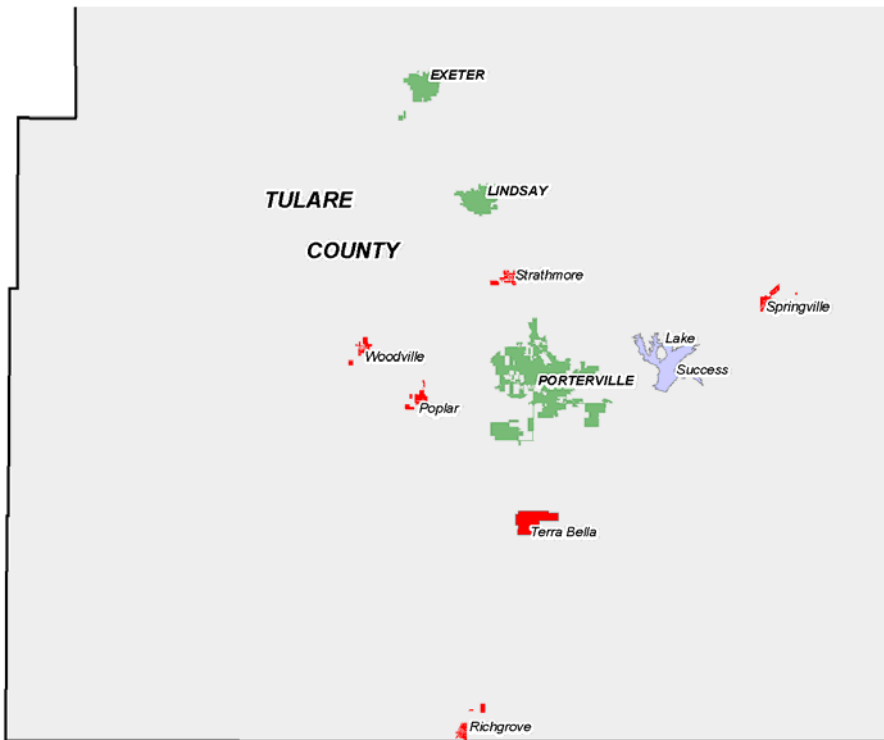 EXETER
LINDSAY
TULARE
COUNTY
Strathmore
Springville
Lake
Success
Woodville
PORTERVILLE
Poplar
Terra Bella
Richgrove